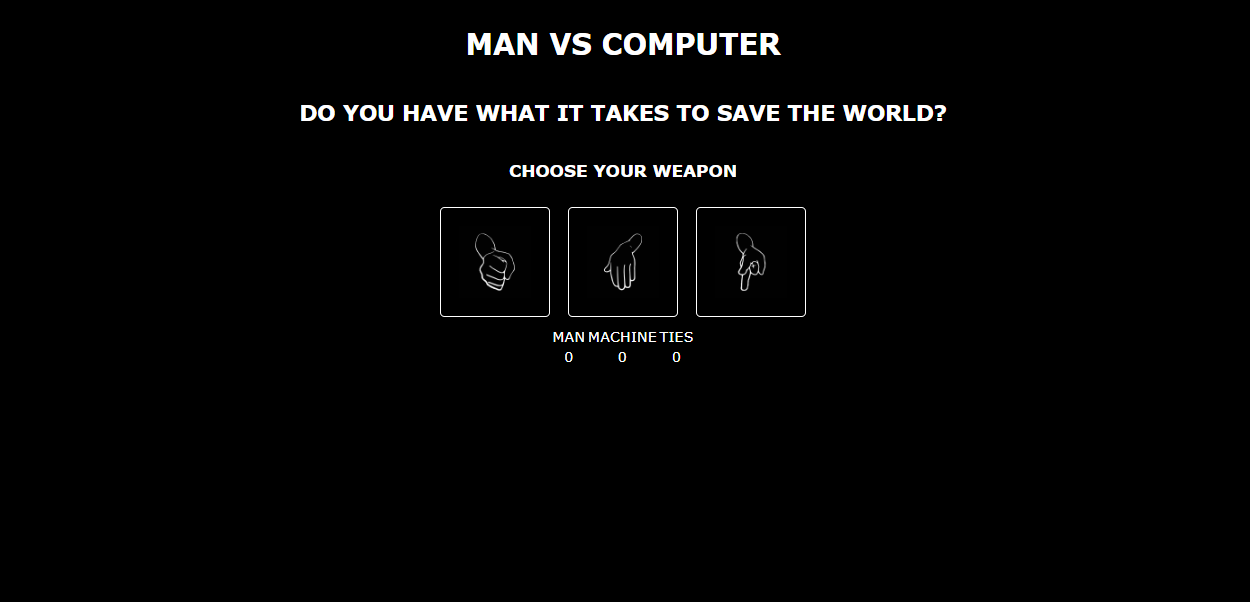 MAN VS COMPUTER
DO YOU HAVE WHAT IT TAKES TO SAVE THE WORLD?
CHOOSE YOUR WEAPON
MAN MACHINE TIES
0 0 0